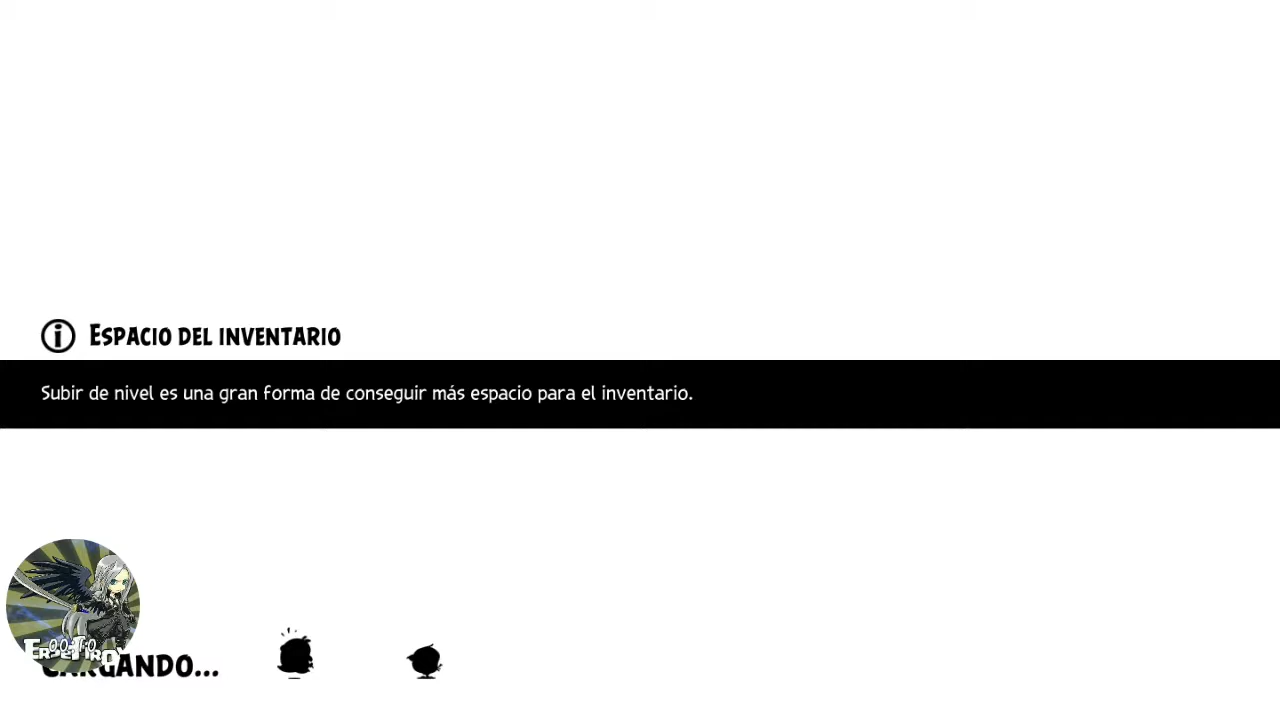 Espacio del inventario
Subir de nivel es una gran forma de conseguir más espacio para el inventario.
Cargando...